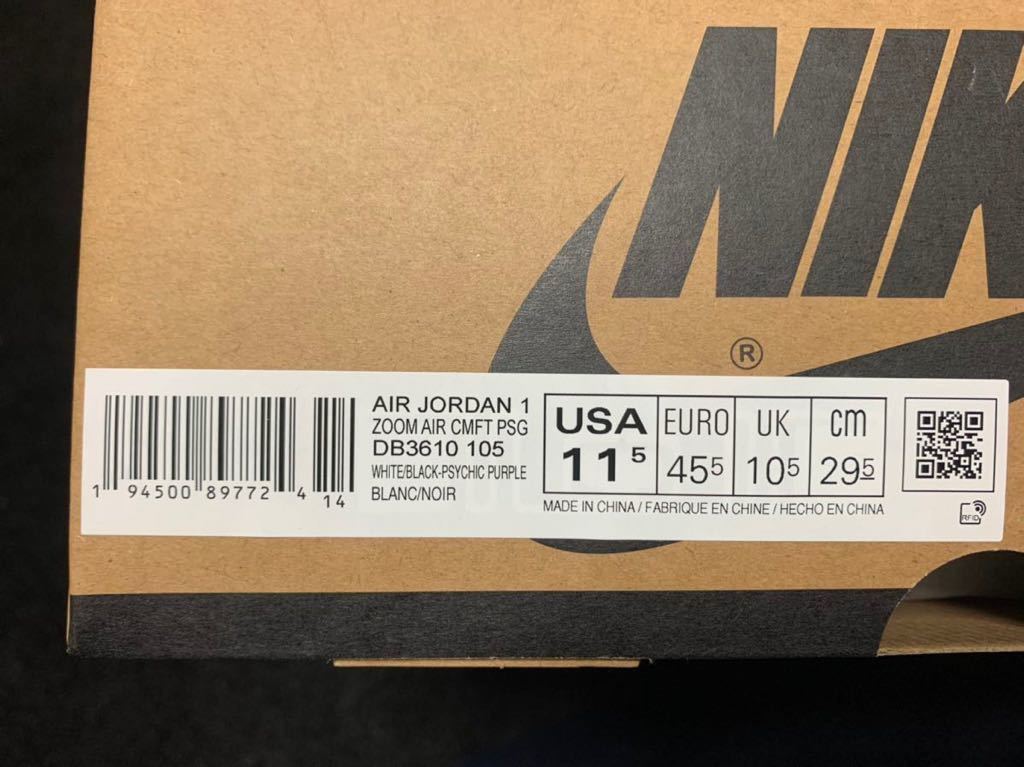 NIK
®
AIR JORDAN 1
ZOOM AIR CMFT PSG
DB3610 105
WHITE/BLACK-PSYCHIC PURPLE
BLANC/NOIR
1 94500 89772 4
14
USA EURO UK cm
11 5 45 5 10 5 29 5
MADE IN CHINA / FABRIQUE EN CHINE / HECHO EN CHINA
RFID